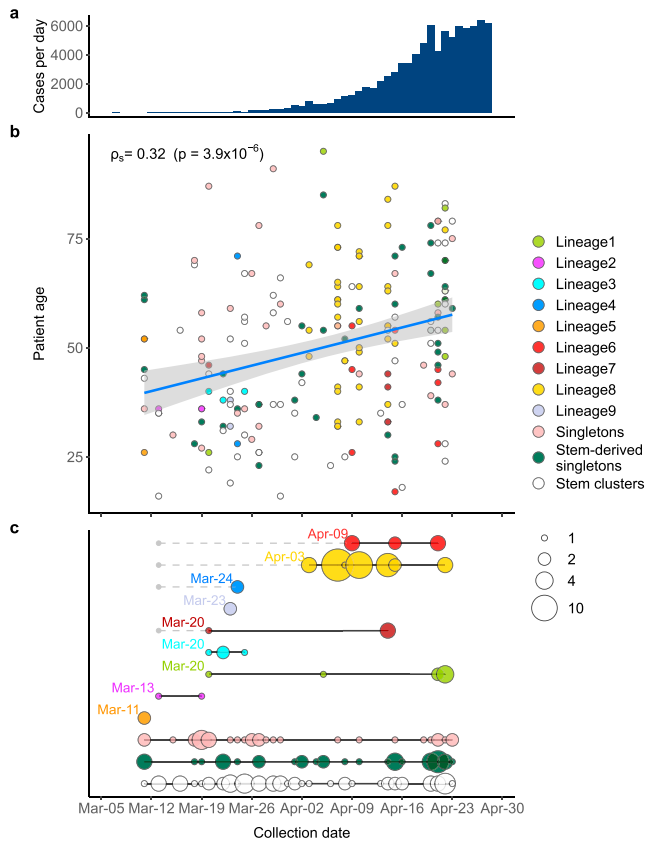 a
Cases per day
6000
4000
2000
0
b
ρs= 0.32 (p = 3.9x10−6)
Patient age
75
50
25
Lineage1
Lineage2
Lineage3
Lineage4
Lineage5
Lineage6
Lineage7
Lineage8
Lineage9
Singletons
Stem-derived
singletons
Stem clusters
c
Apr-09
Apr-03
Mar-24
Mar-23
Mar-20
Mar-20
Mar-20
Mar-13
Mar-11
1
2
4
10
Mar-05 Mar-12 Mar-19 Mar-26 Apr-02 Apr-09 Apr-16 Apr-23 Apr-30
Collection date